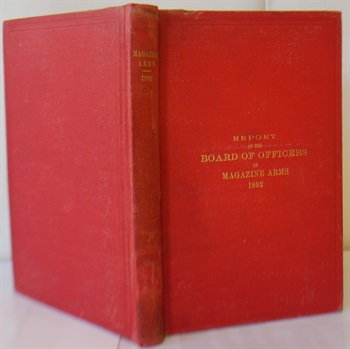 MAGAZINE
ARMS
1892
REPORT
OF THE
BOARD OF OFFICERS
ON
MAGAZINE ARMS
1892